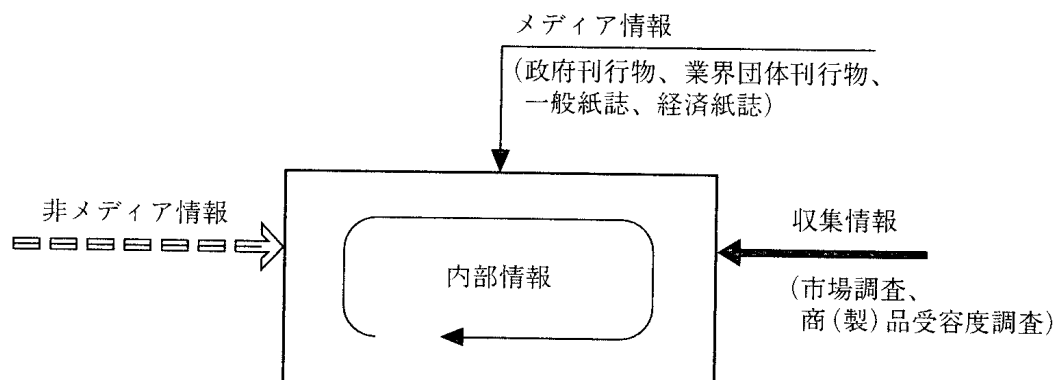 メディア情報
(政府刊行物、業界団体刊行物、
一般紙誌、経済紙誌)
非メディア情報
内部情報
収集情報
(市場調査、
商(製)品受容度調査)